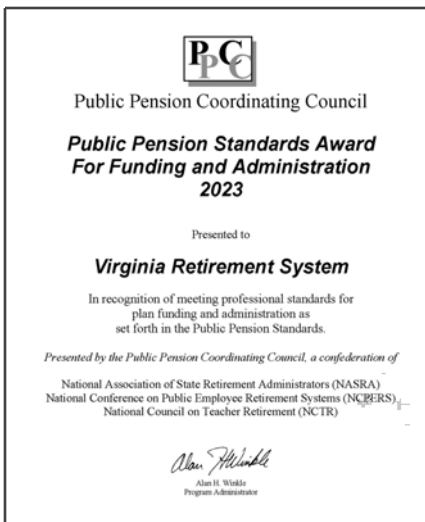 PPCC
Public Pension Coordinating Council
Public Pension Standards Award
For Funding and Administration
2023
Presented to
Virginia Retirement System
In recognition of meeting professional standards for
plan funding and administration as
set forth in the Public Pension Standards.
Presented by the Public Pension Coordinating Council, a confederation of
National Association of State Retirement Administrators (NASRA)
National Conference on Public Employee Retirement Systems (NCPERS)
National Council on Teacher Retirement (NCTR)
Alan H Winkle
Alan H. Winkle
Program Administrator